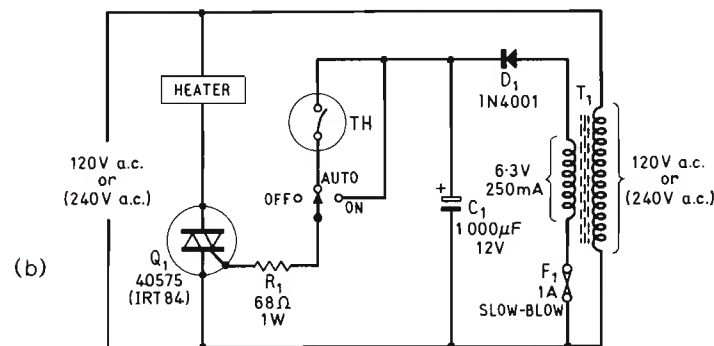 HEATER
TH
D1
1N4001
T1
120V a.c.
or
(240V a.c.)
AUTO
OFF
ON
+
C1
1000μF
12V
6·3V
250mA
120V a.c.
or
(240V a.c.)
(b)
Q1
40575
(IRT84)
R1
68Ω
1W
F1
1A
SLOW-BLOW